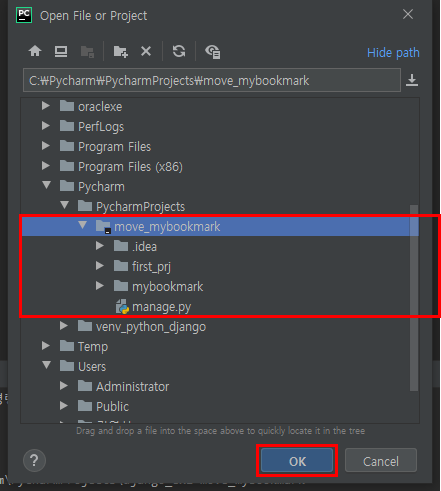 PC Open File or Project
Hide path
C:₩Pycharm₩PycharmProjects₩move_mybookmark
oraclexe
PerfLogs
Program Files
Program Files (x86)
Pycharm
PycharmProjects
move_mybookmark
.idea
first_prj
mybookmark
manage.py
venv_python_django
Temp
Users
Administrator
Public
Drag and drop a file into the space above to quickly locate it in the tree
? OK Cancel